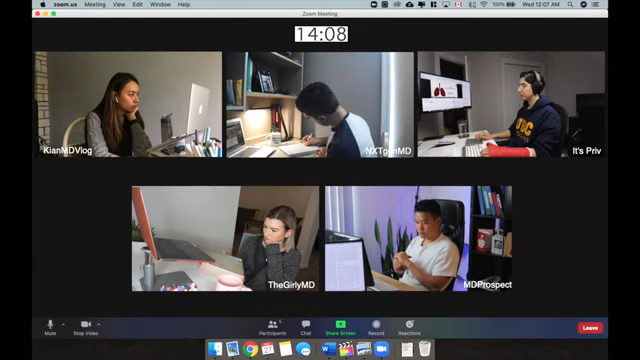 zoom.us Meeting View Edit Window Help
100%
Wed 12:07 AM
Zoom Meeting
14:08
KianMDVlog
NXTgenMD
It's Priv
TheGirlyMD
MDProspect
Mute
Stop Video
Participants
Chat
Share Screen
Record
Reactions
Leave